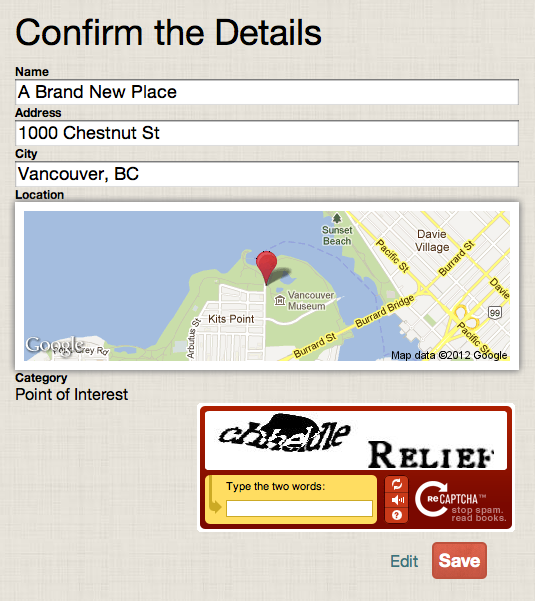 Confirm the Details
Name
A Brand New Place
Address
1000 Chestnut St
City
Vancouver, BC
Location
Sunset
Beach
Davie
Village
Pacific St
Burrard St
Davie
Vancouver
Museum
99
Kits Point
Burrard Bridge
Pacific St
Arbutus St
Burrard St
Google
Grey Rd
Map data ©2012 Google
Category
Point of Interest
RELIEF
Type the two words:
reCAPTCHA™
stop spam.
read books.
Edit
Save